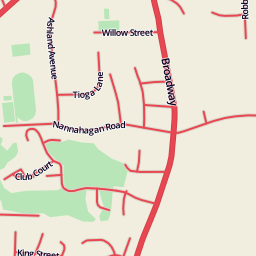 Ashland Avenue
Willow Street
Broadway
Tioga Lane
Nannahagan Road
Club Court
King Street